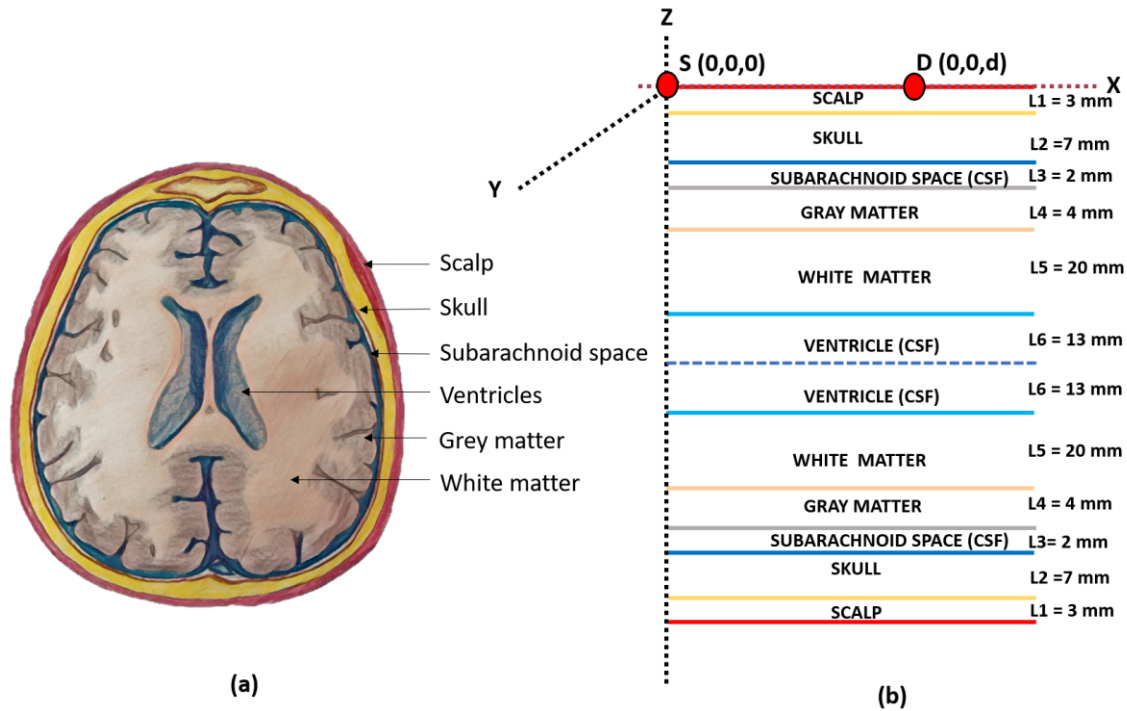 Scalp
Skull
Subarachnoid space
Ventricles
Grey matter
White matter
(a)
Z
S (0,0,0)
D (0,0,d)
X
Y
SCALP
L1 = 3 mm
SKULL
L2 =7 mm
SUBARACHNOID SPACE (CSF)
L3 = 2 mm
GRAY MATTER
L4 = 4 mm
WHITE MATTER
L5 = 20 mm
VENTRICLE (CSF)
L6 = 13 mm
VENTRICLE (CSF)
L6 = 13 mm
WHITE MATTER
L5 = 20 mm
GRAY MATTER
L4 = 4 mm
SUBARACHNOID SPACE (CSF)
L3= 2 mm
SKULL
L2 =7 mm
SCALP
L1 = 3 mm
(b)